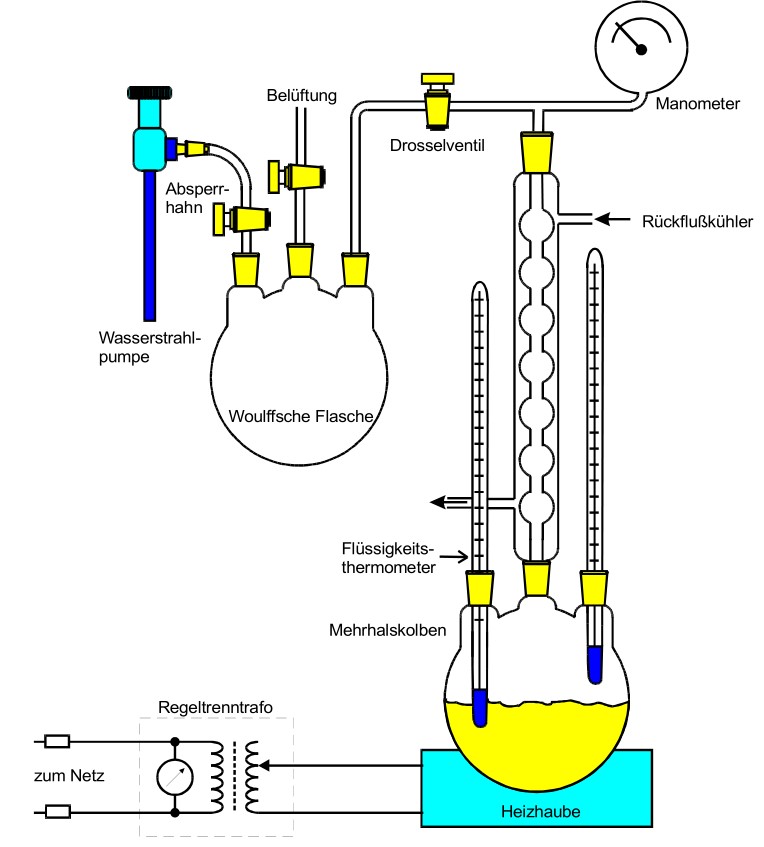 Belüftung
Manometer
Drosselventil
Absperr-
hahn
Rückflußkühler
Wasserstrahl-
pumpe
Woulffsche Flasche
Flüssigkeits-
thermometer
Mehrhalskolben
Regeltrenntrafo
zum Netz
Heizhaube